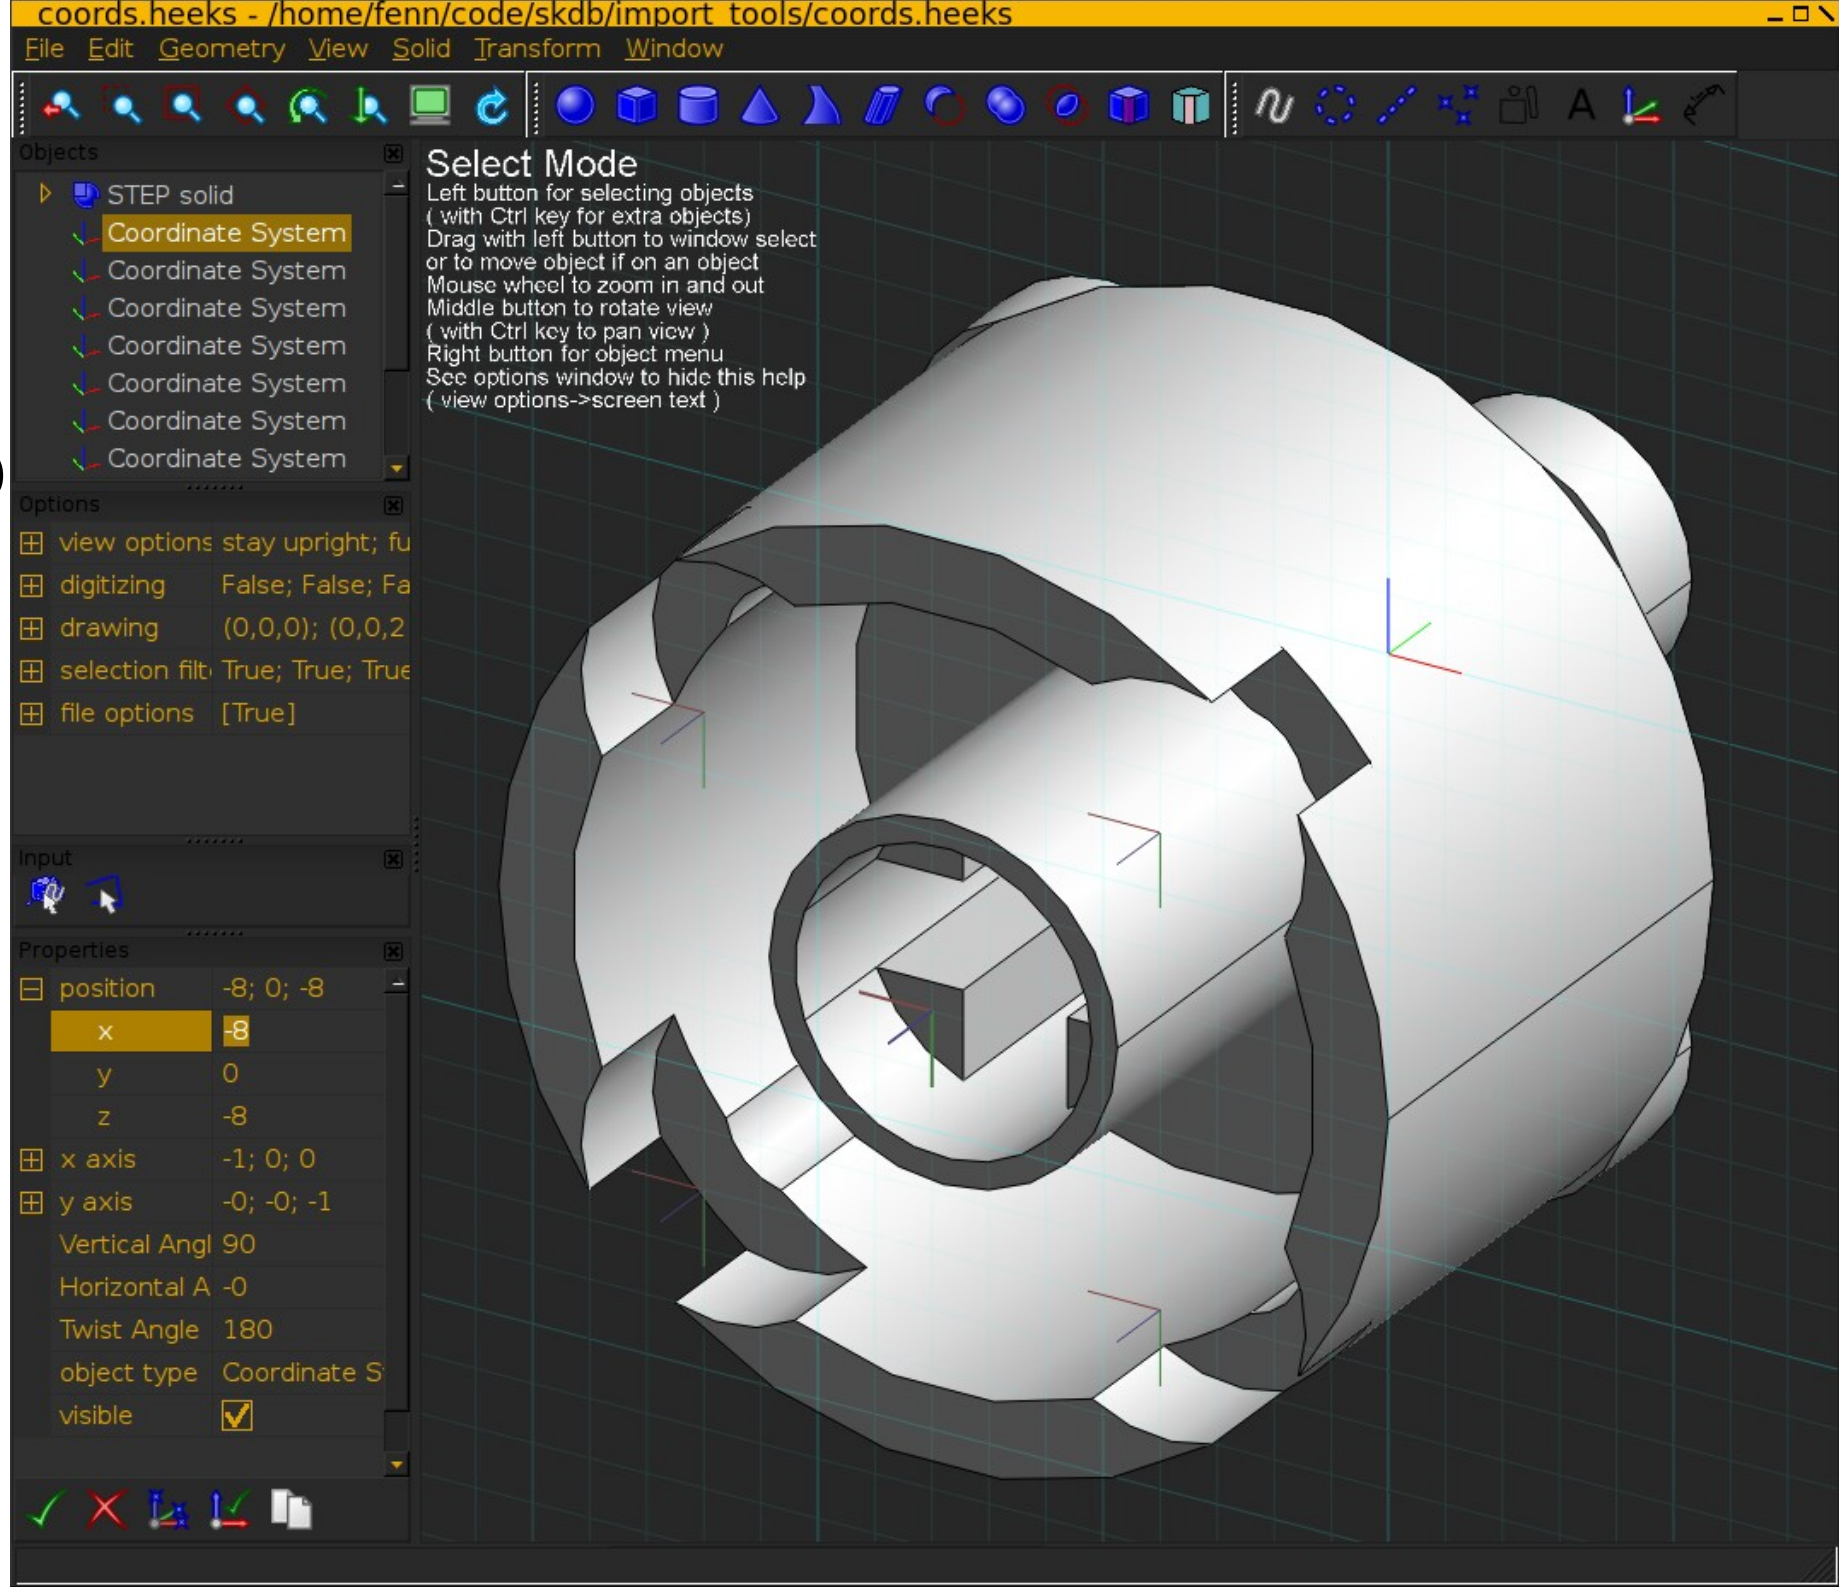 coords.heeks - /home/fenn/code/skdb/import_tools/coords.heeks
File Edit Geometry View Solid Transform Window
A
Objects
STEP solid
Coordinate System
Coordinate System
Coordinate System
Coordinate System
Coordinate System
Coordinate System
Coordinate System
Select Mode
Left button for selecting objects
( with Ctrl key for extra objects)
Drag with left button to window select
or to move object if on an object
Mouse wheel to zoom in and out
Middle button to rotate view
( with Ctrl key to pan view )
Right button for object menu
See options window to hide this help
( view options->screen text )
)
Options
view options stay upright; fu
digitizing False; False; Fa
drawing (0,0,0); (0,0,2
selection filt True; True; True
file options [True]
Input
Properties
position -8; 0; -8
x -8
y 0
z -8
x axis -1; 0; 0
y axis -0; -0; -1
Vertical Angl 90
Horizontal A -0
Twist Angle 180
object type Coordinate S
visible